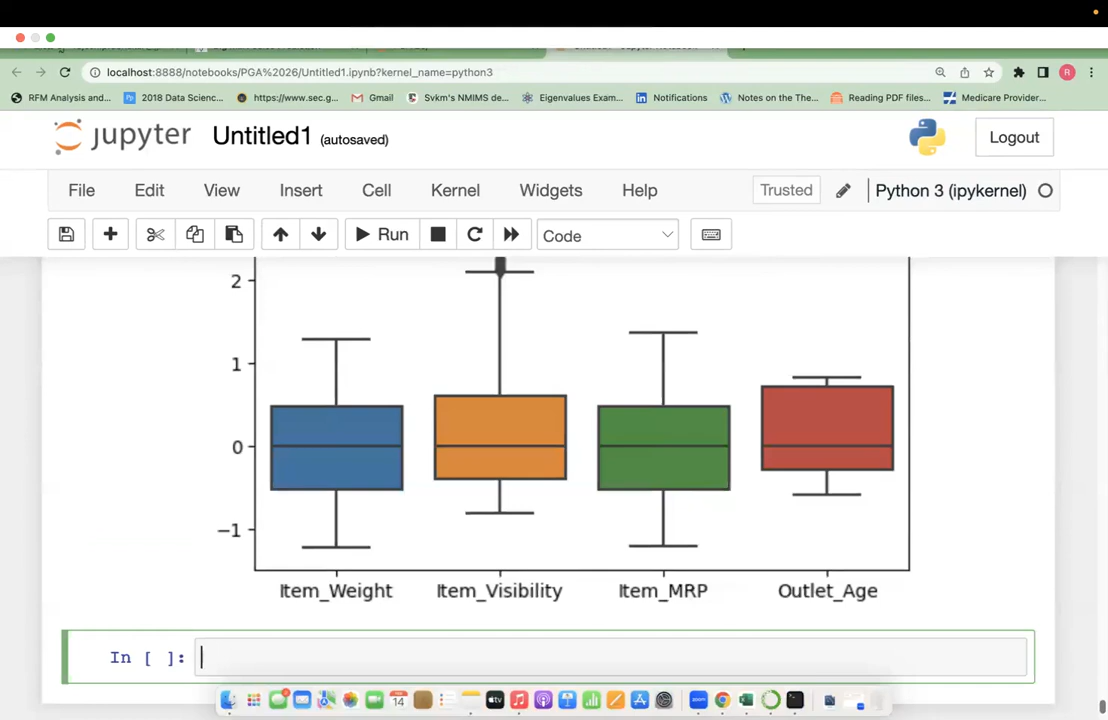 localhost:8888/notebooks/PGA%2026/Untitled1.ipynb?kernel_name=python3
R
RFM Analysis and...
2018 Data Scienc...
https://www.sec.g...
Gmail
Svkm's NMIMS de...
Eigenvalues Exam...
Notifications
Notes on the The...
Reading PDF files...
Medicare Provider...
jupyter Untitled1 (autosaved)
Logout
File Edit View Insert Cell Kernel Widgets Help
Trusted
Python 3 (ipykernel)
Run
Code
2
1
0
−1
Item_Weight
Item_Visibility
Item_MRP
Outlet_Age
In [ ]:
14